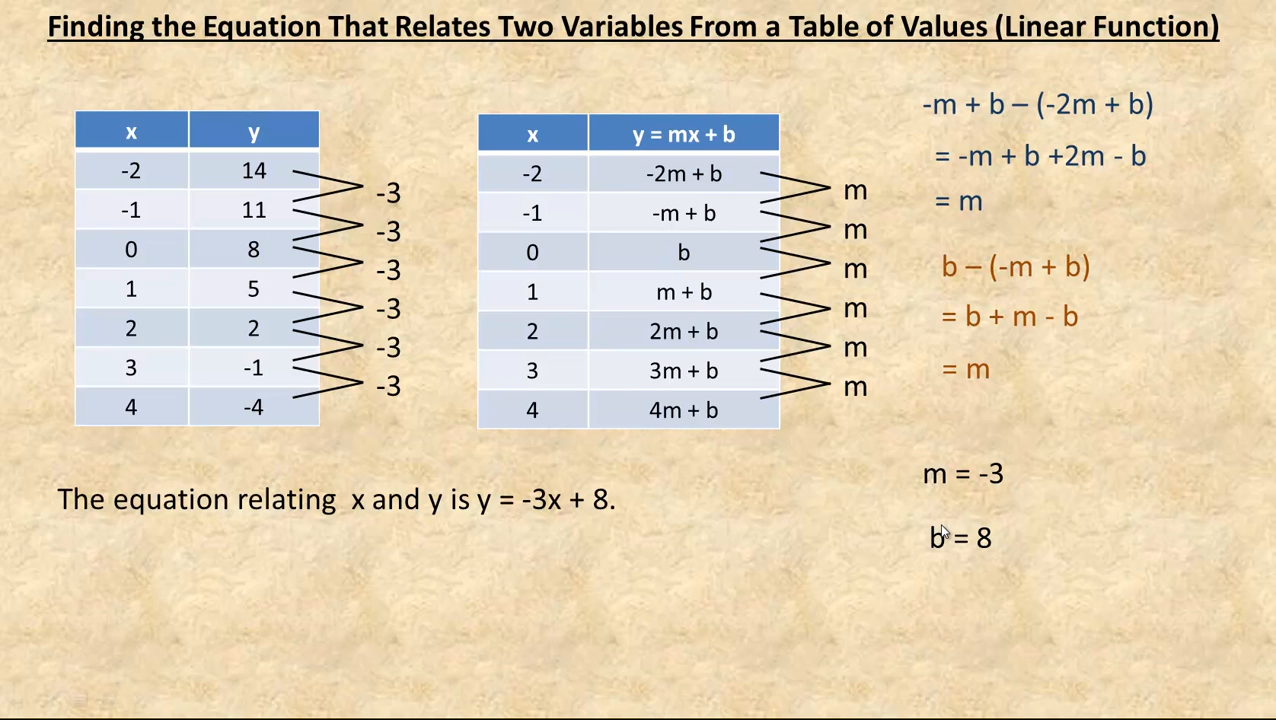 Finding the Equation That Relates Two Variables From a Table of Values (Linear Function)
x y
-2 14
-1 11
0 8
1 5
2 2
3 -1
4 -4
-3
-3
-3
-3
-3
-3
x y = mx + b
-2 -2m + b
-1 -m + b
0 b
1 m + b
2 2m + b
3 3m + b
4 4m + b
m
m
m
m
m
m
-m + b – (-2m + b)
= -m + b +2m - b
= m
b – (-m + b)
= b + m - b
= m
m = -3
b = 8
The equation relating x and y is y = -3x + 8.